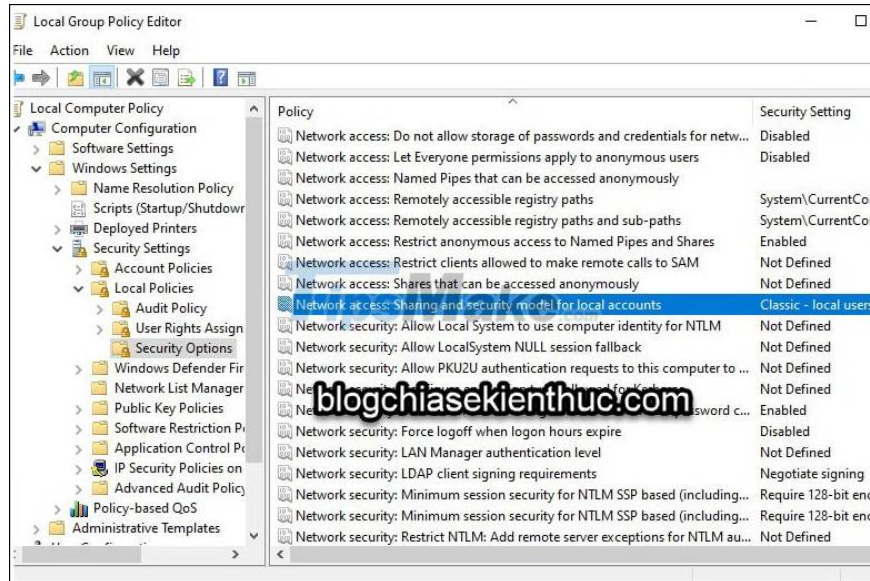 Local Group Policy Editor
File Action View Help
Local Computer Policy
Computer Configuration
Software Settings
Windows Settings
Name Resolution Policy
Scripts (Startup/Shutdowr
Deployed Printers
Security Settings
Account Policies
Local Policies
Audit Policy
User Rights Assign
Security Options
Windows Defender Fir
Network List Manager
Public Key Policies
Software Restriction P
Application Control Po
IP Security Policies on
Advanced Audit Policy
Policy-based QoS
Administrative Templates
Policy Security Setting
Network access: Do not allow storage of passwords and credentials for netw... Disabled
Network access: Let Everyone permissions apply to anonymous users Disabled
Network access: Named Pipes that can be accessed anonymously
Network access: Remotely accessible registry paths System\CurrentCo
Network access: Remotely accessible registry paths and sub-paths System\CurrentCo
Network access: Restrict anonymous access to Named Pipes and Shares Enabled
Network access: Restrict clients allowed to make remote calls to SAM Not Defined
Network access: Shares that can be accessed anonymously Not Defined
Network access: Sharing and security model for local accounts Classic - local users
Network security: Allow Local System to use computer identity for NTLM Not Defined
Network security: Allow LocalSystem NULL session fallback Not Defined
Network security: Allow PKU2U authentication requests to this computer to ... Not Defined
Not Defined
Enabled
Network security: Force logoff when logon hours expire Disabled
Network security: LAN Manager authentication level Not Defined
Network security: LDAP client signing requirements Negotiate signing
Network security: Minimum session security for NTLM SSP based (including... Require 128-bit enc
Network security: Minimum session security for NTLM SSP based (including... Require 128-bit enc
Network security: Restrict NTLM: Add remote server exceptions for NTLM au... Not Defined
TipsMake
blogchiasekienthuc.com